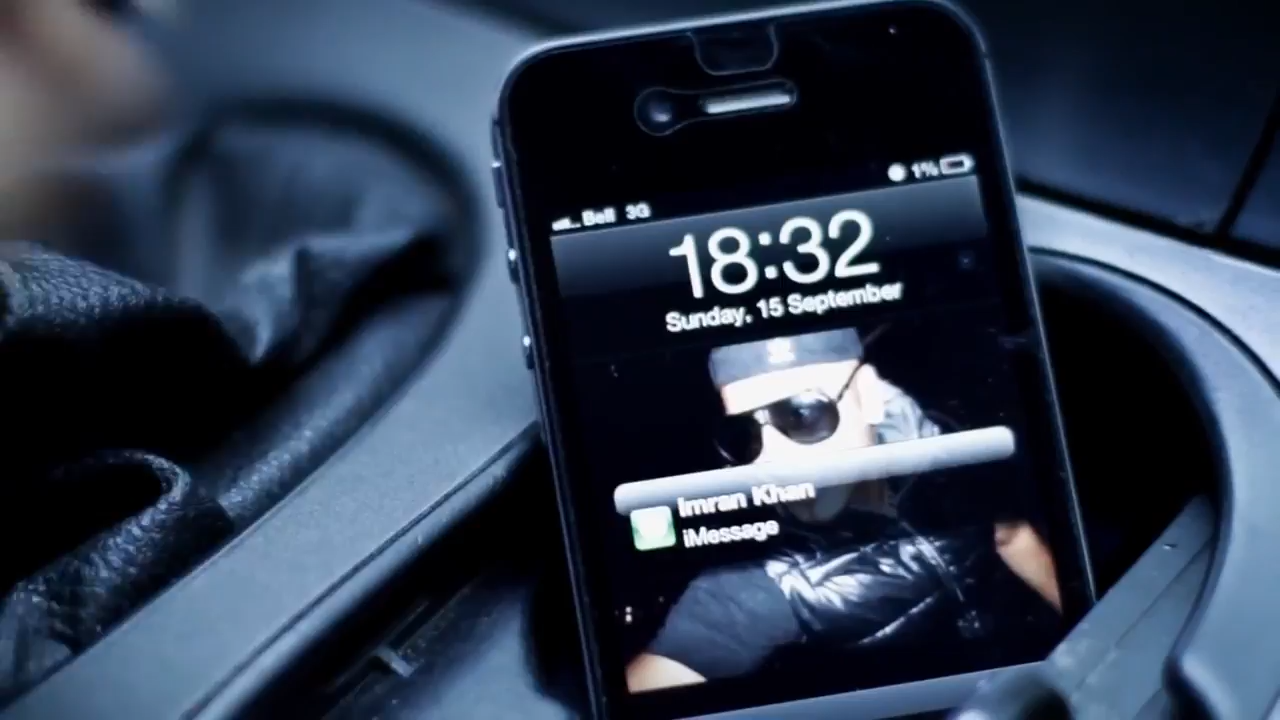 Bell 3G 1%
18:32
Sunday, 15 September
Imran Khan
iMessage